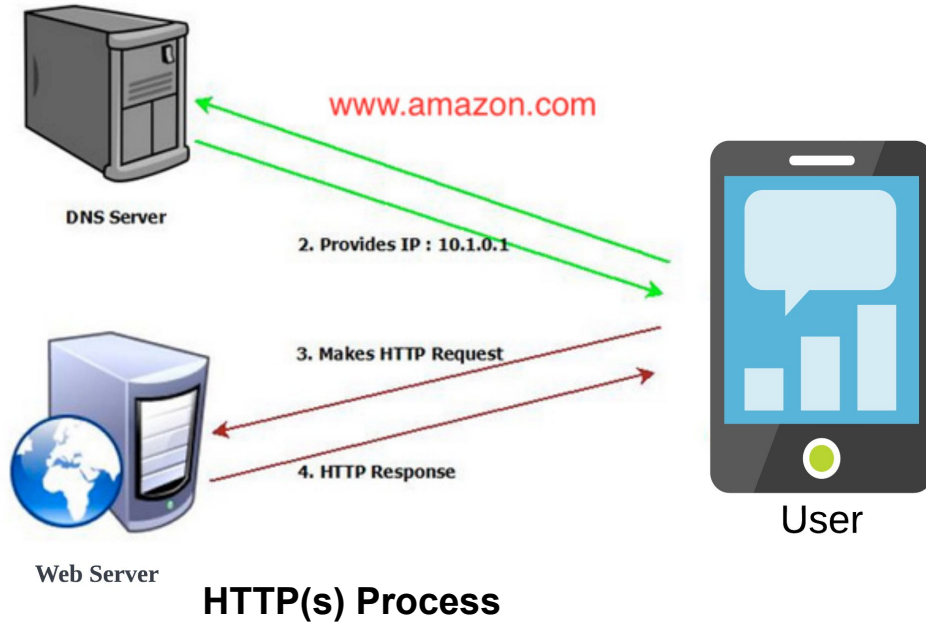 www.amazon.com
DNS Server
2. Provides IP : 10.1.0.1
3. Makes HTTP Request
4. HTTP Response
User
Web Server
HTTP(s) Process